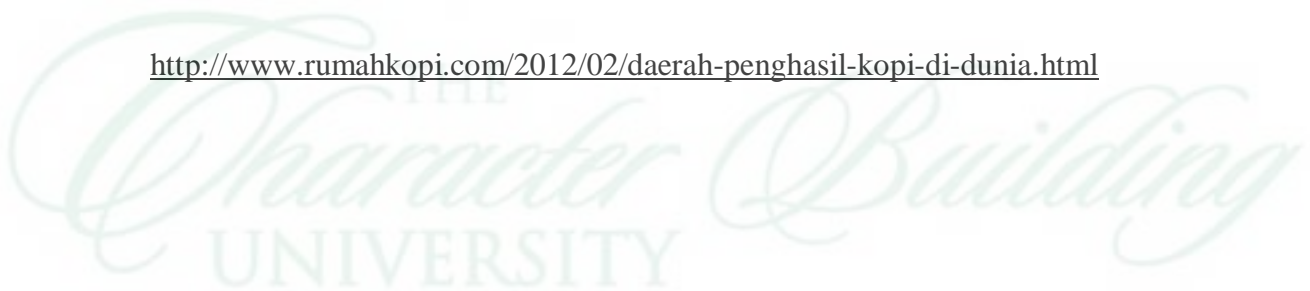 http://www.rumahkopi.com/2012/02/daerah-penghasil-kopi-di-dunia.html
THE
Character Building
UNIVERSITY